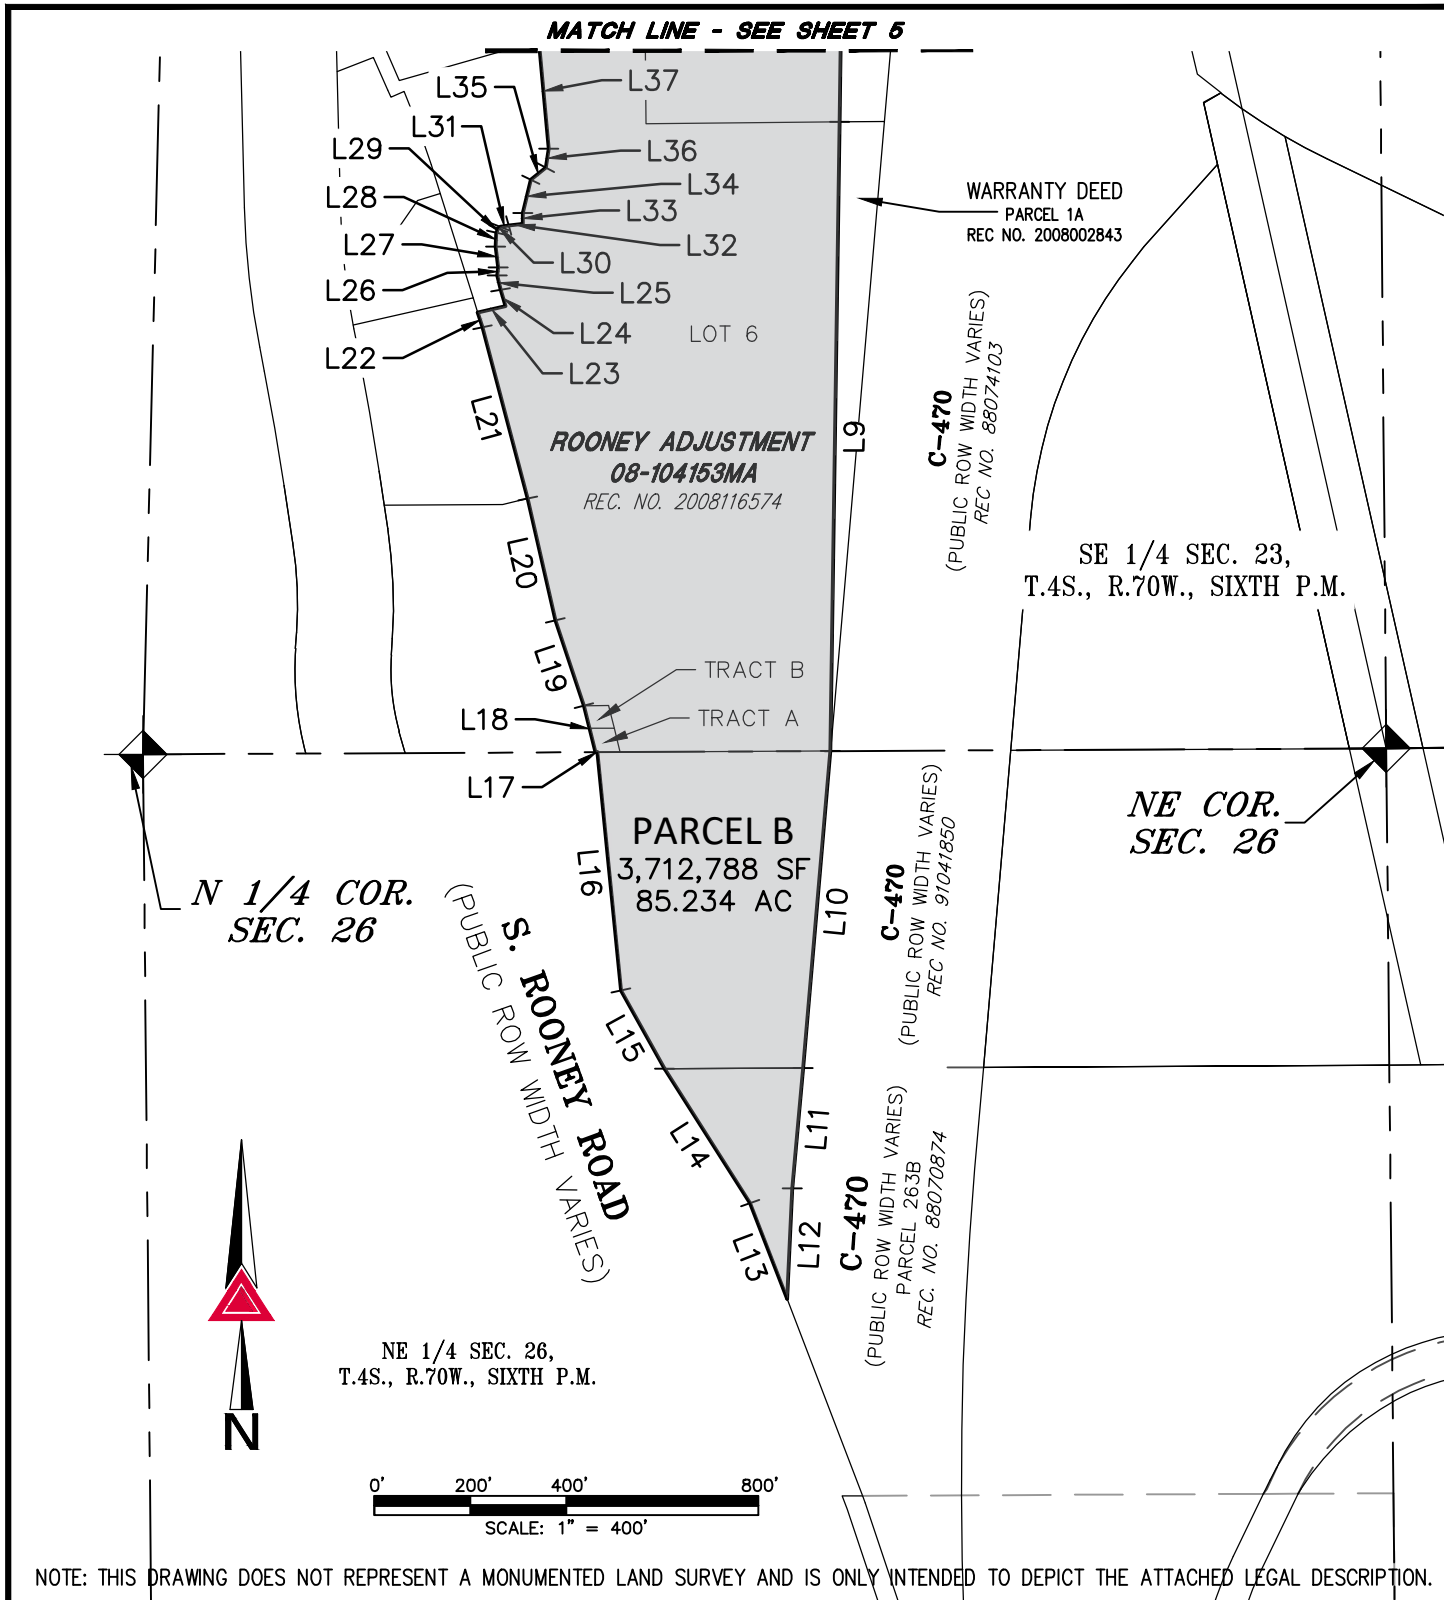 MATCH LINE - SEE SHEET 5
L37
L35
L31
L29
L36
L28
L34
L33
L27
L32
L30
L26
L25
L24
L22
L23
LOT 6
WARRANTY DEED
PARCEL 1A
REC NO. 2008002843
L21
ROONEY ADJUSTMENT
08-104153MA
REC. NO. 2008116574
L9
C-470
(PUBLIC ROW WIDTH VARIES)
REC NO. 88074103
L20
SE 1/4 SEC. 23,
T.4S., R.70W., SIXTH P.M.
L19
TRACT B
L18
TRACT A
L17
L16
PARCEL B
3,712,788 SF
85.234 AC
L10
C-470
(PUBLIC ROW WIDTH VARIES)
REC NO. 91041850
NE COR.
SEC. 26
N 1/4 COR.
SEC. 26
S. ROONEY ROAD
(PUBLIC ROW WIDTH VARIES)
L15
L14
L11
L13
L12
C-470
(PUBLIC ROW WIDTH VARIES)
PARCEL 263B
REC. NO. 88070874
N
NE 1/4 SEC. 26,
T.4S., R.70W., SIXTH P.M.
0' 200' 400' 800'
SCALE: 1" = 400'
NOTE: THIS DRAWING DOES NOT REPRESENT A MONUMENTED LAND SURVEY AND IS ONLY INTENDED TO DEPICT THE ATTACHED LEGAL DESCRIPTION.